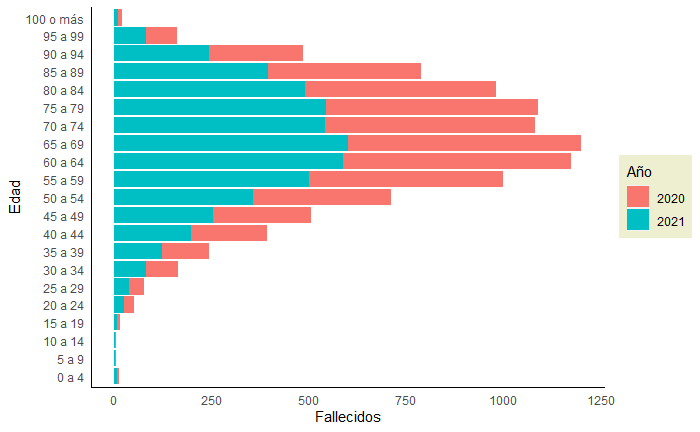 100 o más
95 a 99
90 a 94
85 a 89
80 a 84
75 a 79
70 a 74
65 a 69
60 a 64
55 a 59
50 a 54
45 a 49
40 a 44
35 a 39
30 a 34
25 a 29
20 a 24
15 a 19
10 a 14
5 a 9
0 a 4
Edad
0 250 500 750 1000 1250
Fallecidos
Año
2020
2021